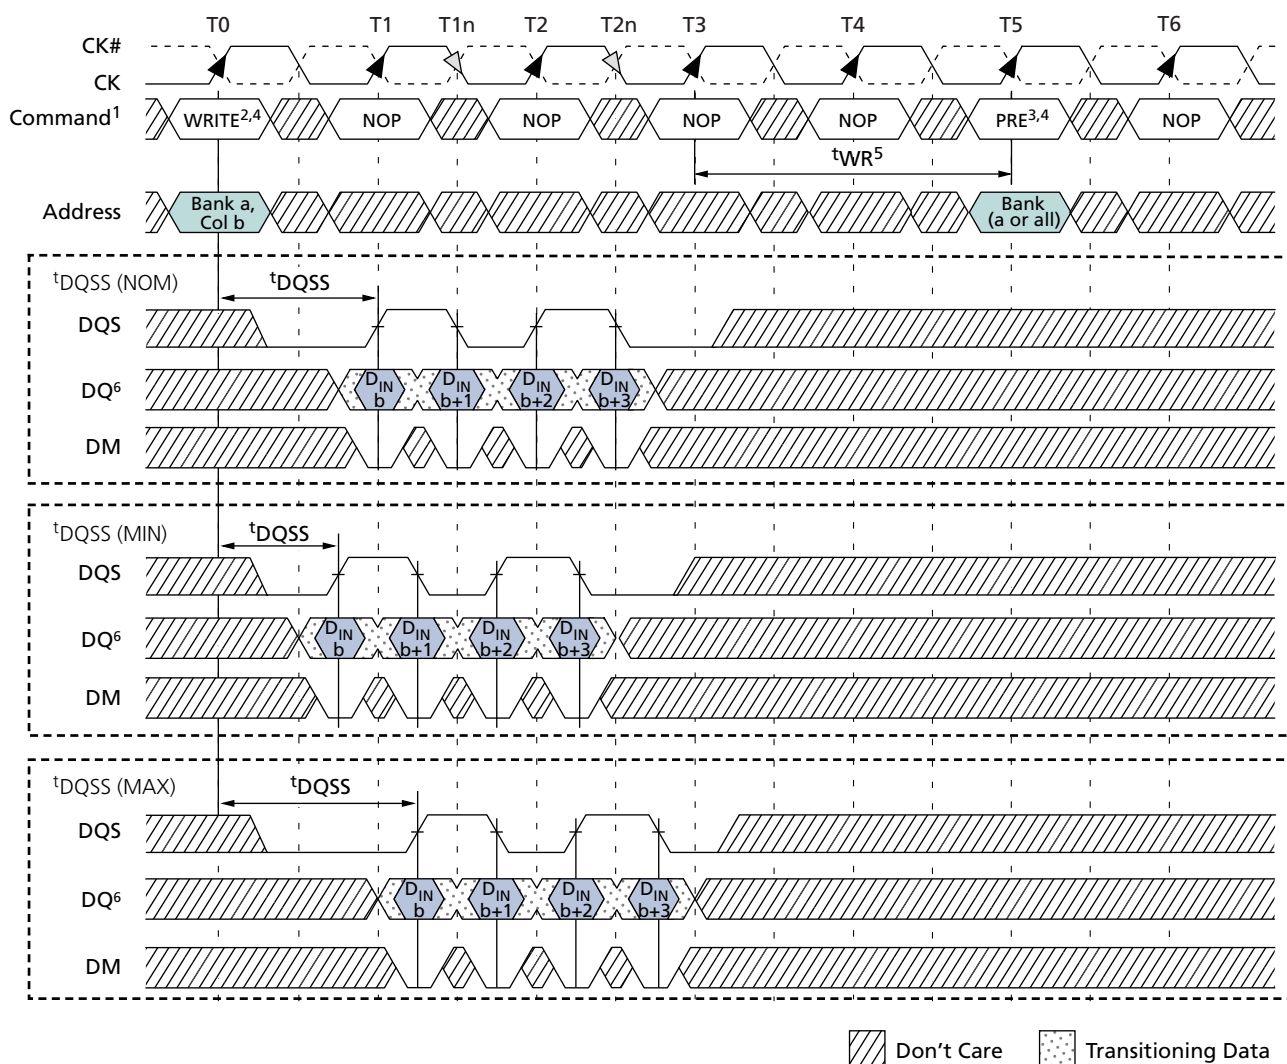 T0 T1 T1n T2 T2n T3 T4 T5 T6
CK#
CK
Command1 WRITE2,4 NOP NOP NOP NOP PRE3,4 NOP
tWR5
Address Bank a, Col b Bank (a or all)
tDQSS (NOM) tDQSS
DQS
DQ6 DIN b DIN b+1 DIN b+2 DIN b+3
DM
tDQSS (MIN) tDQSS
DQS
DQ6 DIN b DIN b+1 DIN b+2 DIN b+3
DM
tDQSS (MAX) tDQSS
DQS
DQ6 DIN b DIN b+1 DIN b+2 DIN b+3
DM
Don't Care Transitioning Data